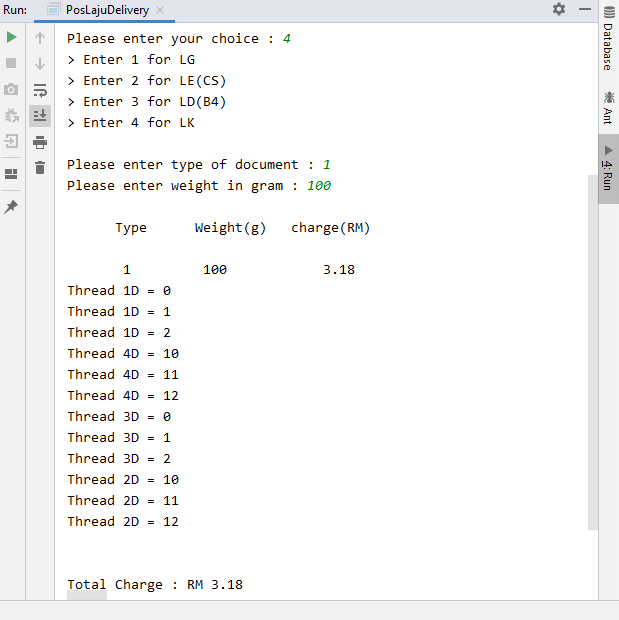 Run: PosLajuDelivery
Please enter your choice : 4
> Enter 1 for LG
> Enter 2 for LE(CS)
> Enter 3 for LD(B4)
> Enter 4 for LK
Please enter type of document : 1
Please enter weight in gram : 100
Type Weight(g) charge(RM)
1 100 3.18
Thread 1D = 0
Thread 1D = 1
Thread 1D = 2
Thread 4D = 10
Thread 4D = 11
Thread 4D = 12
Thread 3D = 0
Thread 3D = 1
Thread 3D = 2
Thread 2D = 10
Thread 2D = 11
Thread 2D = 12
Total Charge : RM 3.18
Database
Ant
4: Run